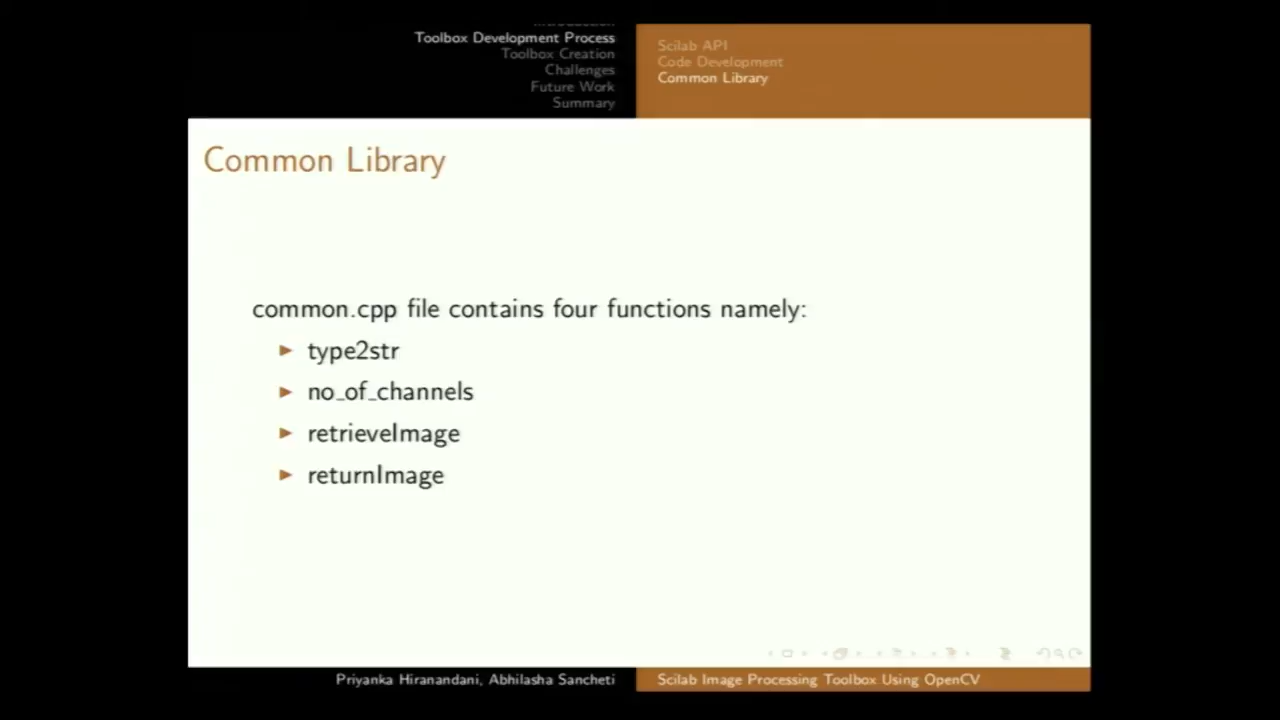 Toolbox Development Process
Toolbox Creation
Challenges
Future Work
Summary
Scilab API
Code Development
Common Library
Common Library
common.cpp file contains four functions namely:
type2str
no_of_channels
retrieveImage
returnImage
Priyanka Hiranandani, Abhilasha Sancheti
Scilab Image Processing Toolbox Using OpenCV